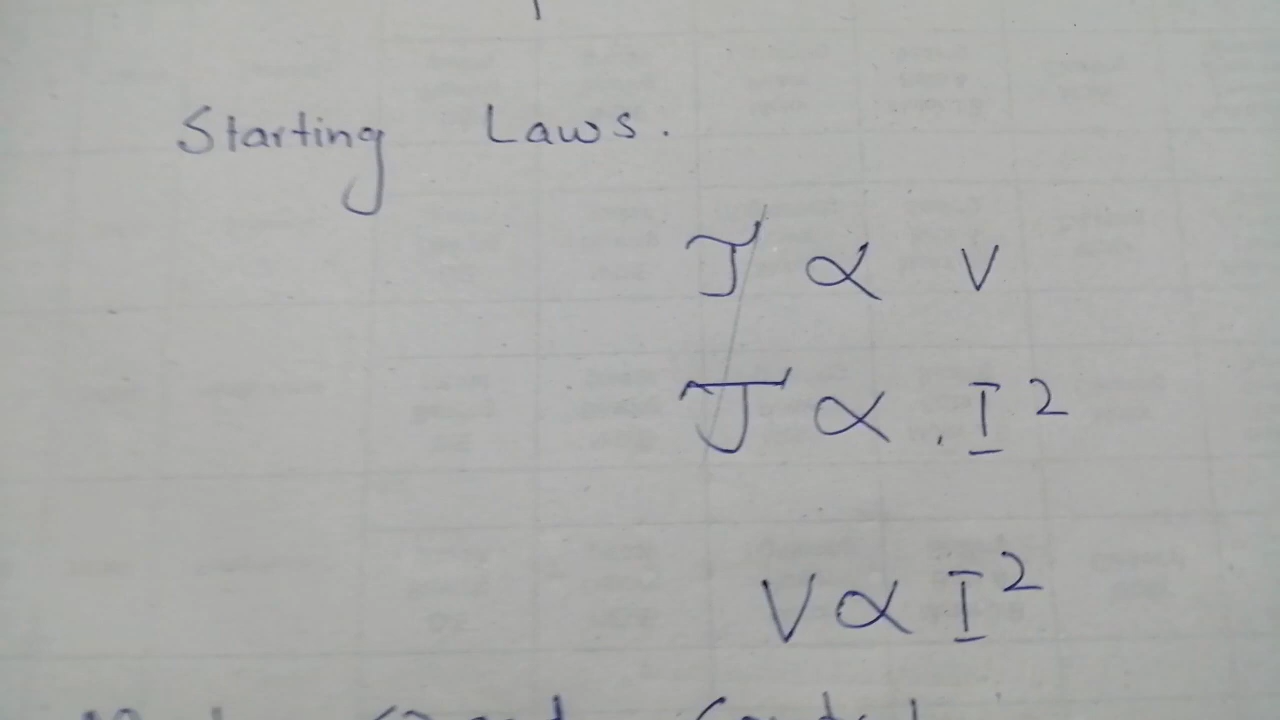 Starting Laws.
J ∝ V
J ∝ . I²
V ∝ I²